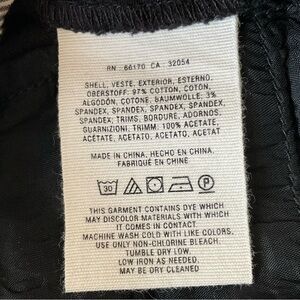 RN 66170 CA 32054
SHELL, VESTE, EXTERIOR, ESTERNO,
OBERSTOFF: 97% COTTON, COTON,
ALGODÓN, COTONE, BAUMWOLLE; 3%
SPANDEX, SPANDEX, SPANDEX, SPANDEX,
SPANDEX; TRIMS, BORDURE, ADORNOS,
GUARNIZIONI, TRIMM: 100% ACETATE,
ACÉTATE, ACETATO, ACETATO, ACETAT
MADE IN CHINA, HECHO EN CHINA,
FABRIQUÉ EN CHINE
30
P
THIS GARMENT CONTAINS DYE WHICH
MAY DISCOLOR MATERIALS WITH WHICH
IT MAY COME IN CONTACT.
MACHINE WASH COLD WITH LIKE COLORS.
USE ONLY NON-CHLORINE BLEACH.
TUMBLE DRY LOW.
LOW IRON AS NEEDED.
MAY BE DRY CLEANED